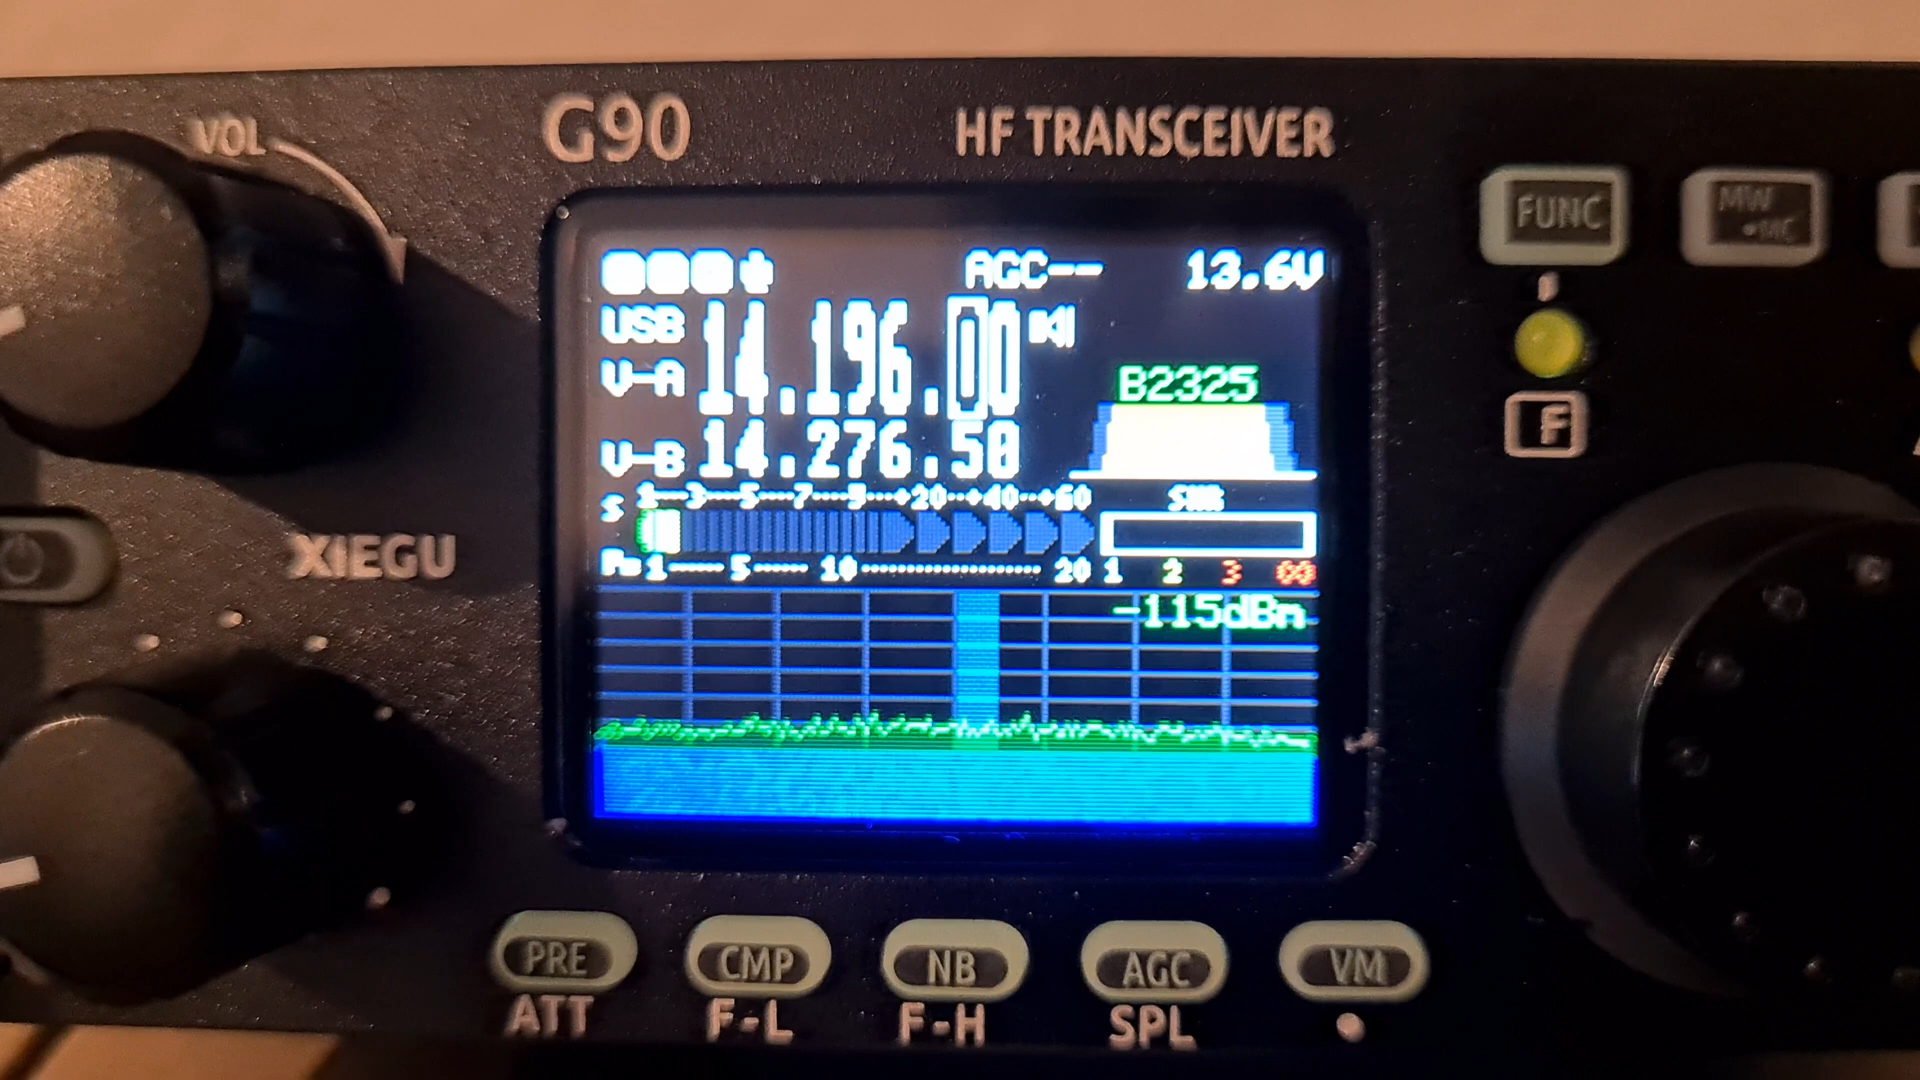 VOL
G90
HF TRANSCEIVER
FUNC
MW
•MC
AGC--
13.6V
USB
V-A
14.196.00
V-B
14.276.50
B2325
S
1 3 5 7 9 +20 +40 +60
SWR
Po
1 5 10 20
1 2 3 ∞
-115dBm
F
XIEGU
PRE
CMP
NB
AGC
VM
ATT
F-L
F-H
SPL